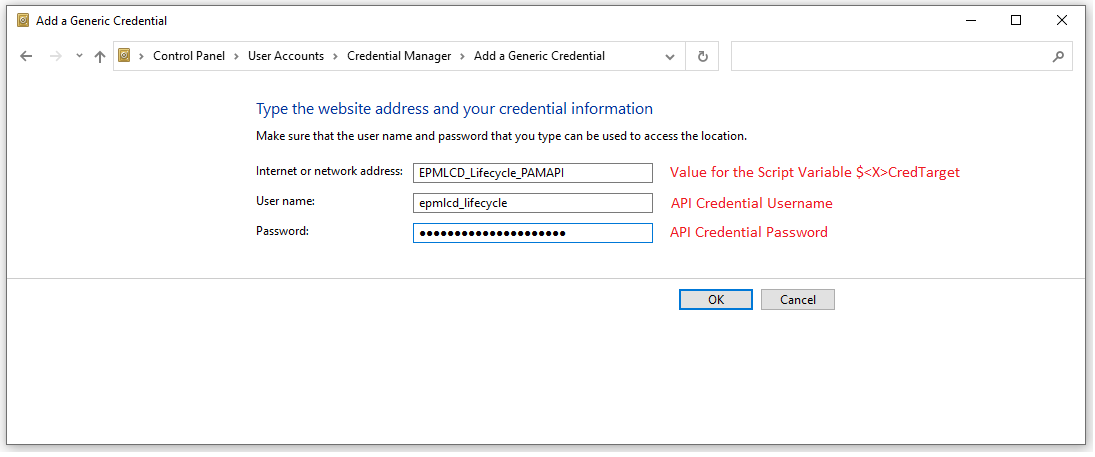 Add a Generic Credential
Control Panel > User Accounts > Credential Manager > Add a Generic Credential
Type the website address and your credential information
Make sure that the user name and password that you type can be used to access the location.
Internet or network address: EPMLCD_Lifecycle_PAMAPI Value for the Script Variable $<X>CredTarget
User name: epmlcd_lifecycle API Credential Username
Password: ●●●●●●●●●●●●●●●●●●●●● API Credential Password
OK Cancel